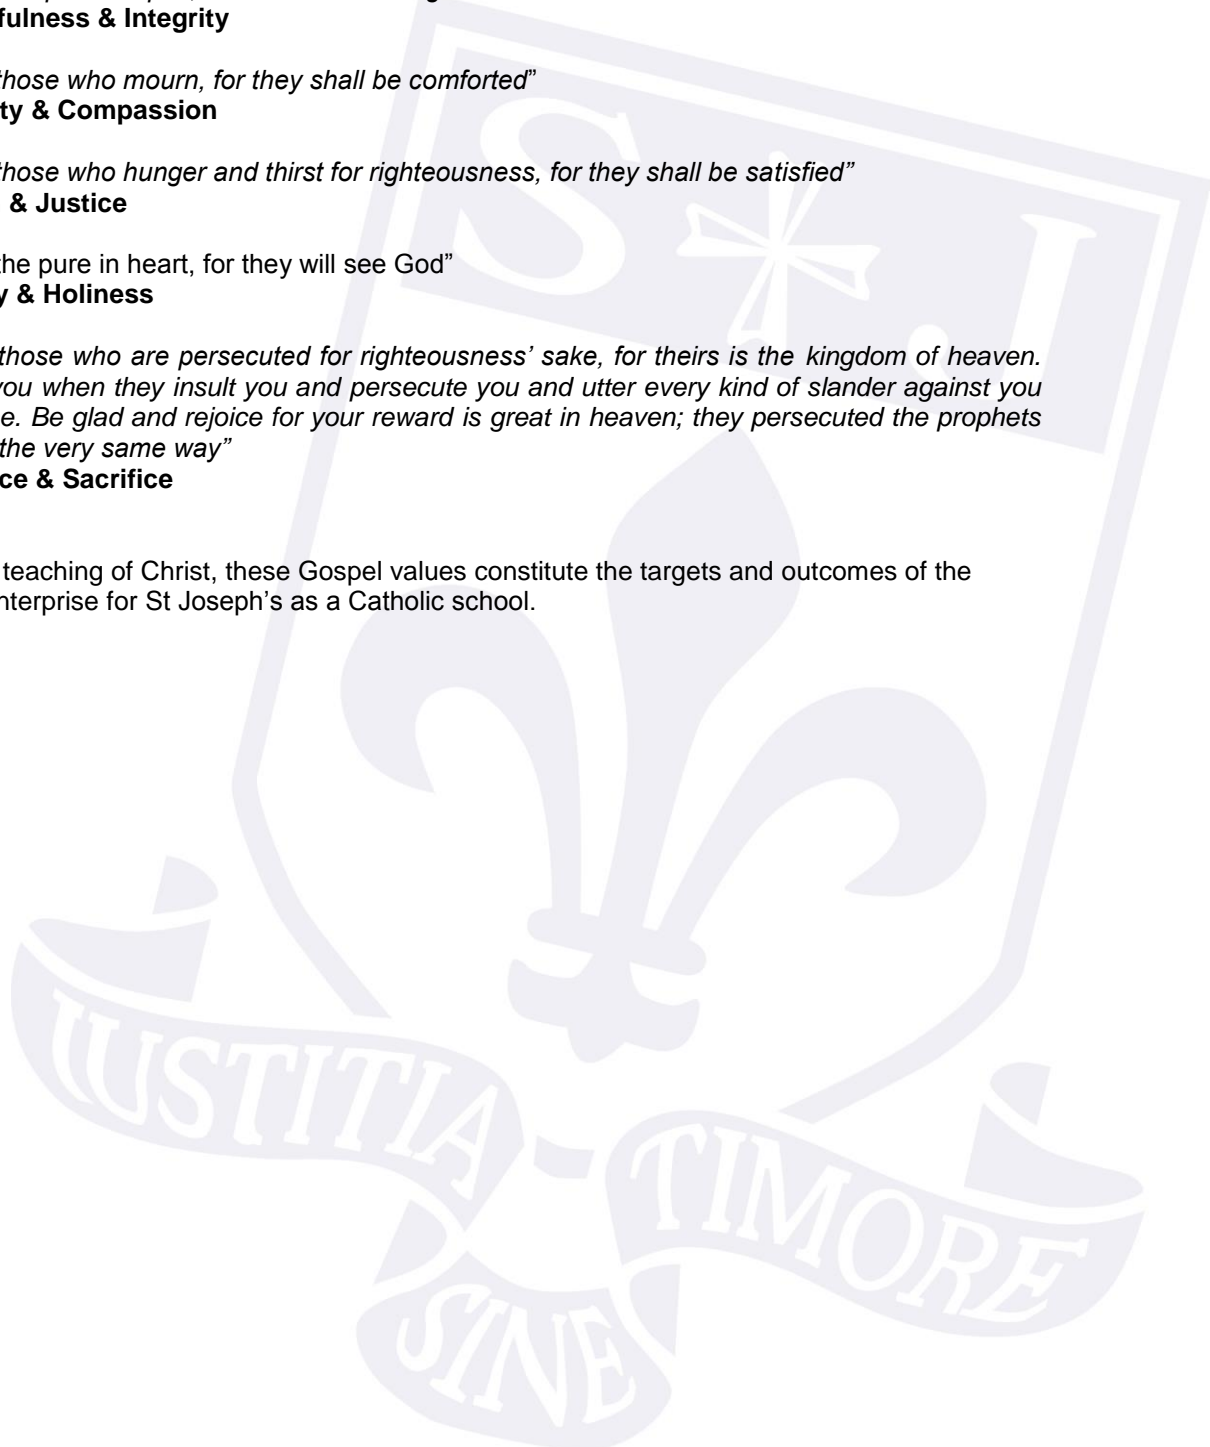 fulness & Integrity
those who mourn, for they shall be comforted”
ty & Compassion
those who hunger and thirst for righteousness, for they shall be satisfied”
& Justice
the pure in heart, for they will see God”
y & Holiness
those who are persecuted for righteousness’ sake, for theirs is the kingdom of heaven.
you when they insult you and persecute you and utter every kind of slander against you
e. Be glad and rejoice for your reward is great in heaven; they persecuted the prophets
the very same way”
ce & Sacrifice
teaching of Christ, these Gospel values constitute the targets and outcomes of the
nterprise for St Joseph’s as a Catholic school.
S J
IUSTITIA
SINE
TIMORE